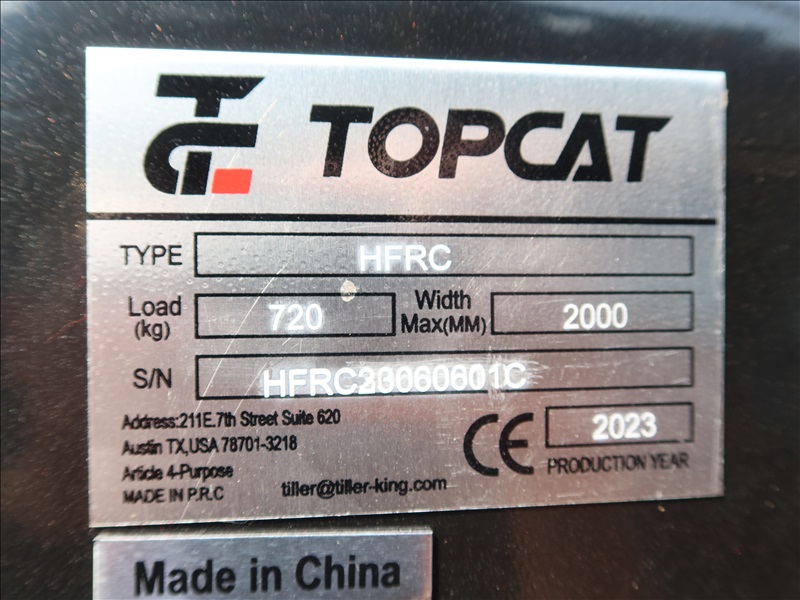 TOPCAT
TYPE HFRC
Load (kg) 720 Width Max(MM) 2000
S/N HFRC23060601C
Address:211E.7th Street Suite 620
Austin TX,USA 78701-3218
Article 4-Purpose
MADE IN P.R.C tiller@tiller-king.com
CE 2023
PRODUCTION YEAR
Made in China